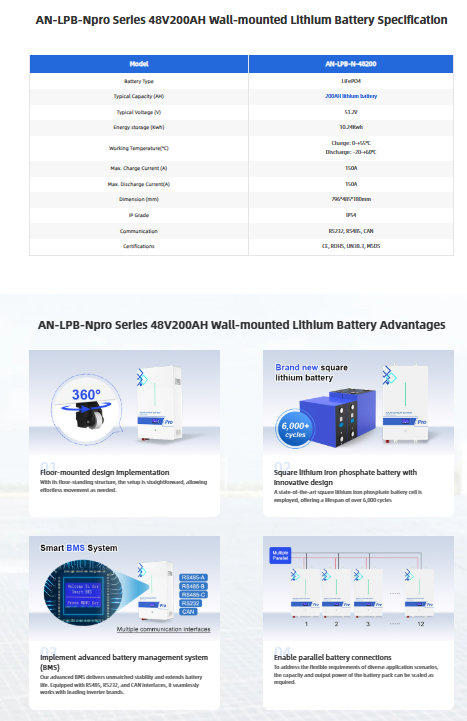 AN-LPB-Npro Series 48V200AH Wall-mounted Lithium Battery Specification
Model AN-LPB-N-48200
Battery Type LiFePO4
Typical Capacity (AH) 200AH lithium battery
Typical Voltage (V) 51.2V
Energy storage (Kwh) 10.24Kwh
Working Temperature(°C) Charge: 0~+55°C
Discharge: -20~+60°C
Max. Charge Current (A) 150A
Max. Discharge Current(A) 150A
Dimension (mm) 796*485*180mm
IP Grade IP54
Communication RS232, RS485, CAN
Certifications CE, ROHS, UN38.3, MSDS
AN-LPB-Npro Series 48V200AH Wall-mounted Lithium Battery Advantages
360°
Pro
01
Floor-mounted design implementation
With its floor-standing structure, the setup is straightforward, allowing
effortless movement as needed.
Brand new square
lithium battery
6,000+
cycles
Pro
02
Square lithium iron phosphate battery with
innovative design
A state-of-the-art square lithium iron phosphate battery cell is
employed, offering a lifespan of over 6,000 cycles
Smart BMS System
Welcome To Use
Smart BMS
Press MENU Key
Pro
RS485-A
RS485-B
RS485-C
RS232
CAN
Multiple communication interfaces
03
Implement advanced battery management system
(BMS)
Our advanced BMS delivers unmatched stability and extends battery
life. Equipped with RS485, RS232, and CAN interfaces, it seamlessly
works with leading inverter brands.
Multiple
Parallel
Pro Pro Pro Pro
1 2 3 ...... 12
04
Enable parallel battery connections
To address the flexible requirements of diverse application scenarios,
the capacity and output power of the battery pack can be scaled as
required.